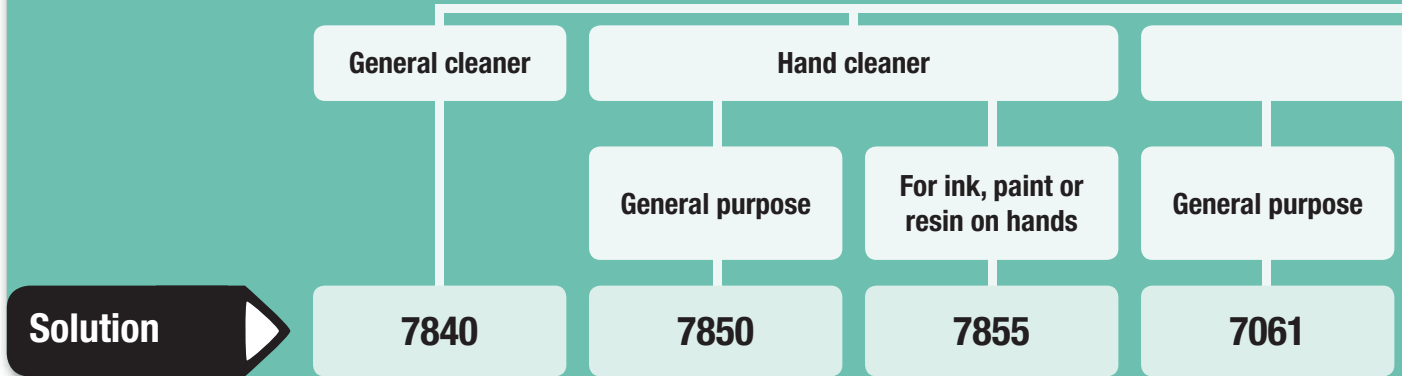 General cleaner
Hand cleaner
General purpose
For ink, paint or
resin on hands
General purpose
Solution
7840
7850
7855
7061